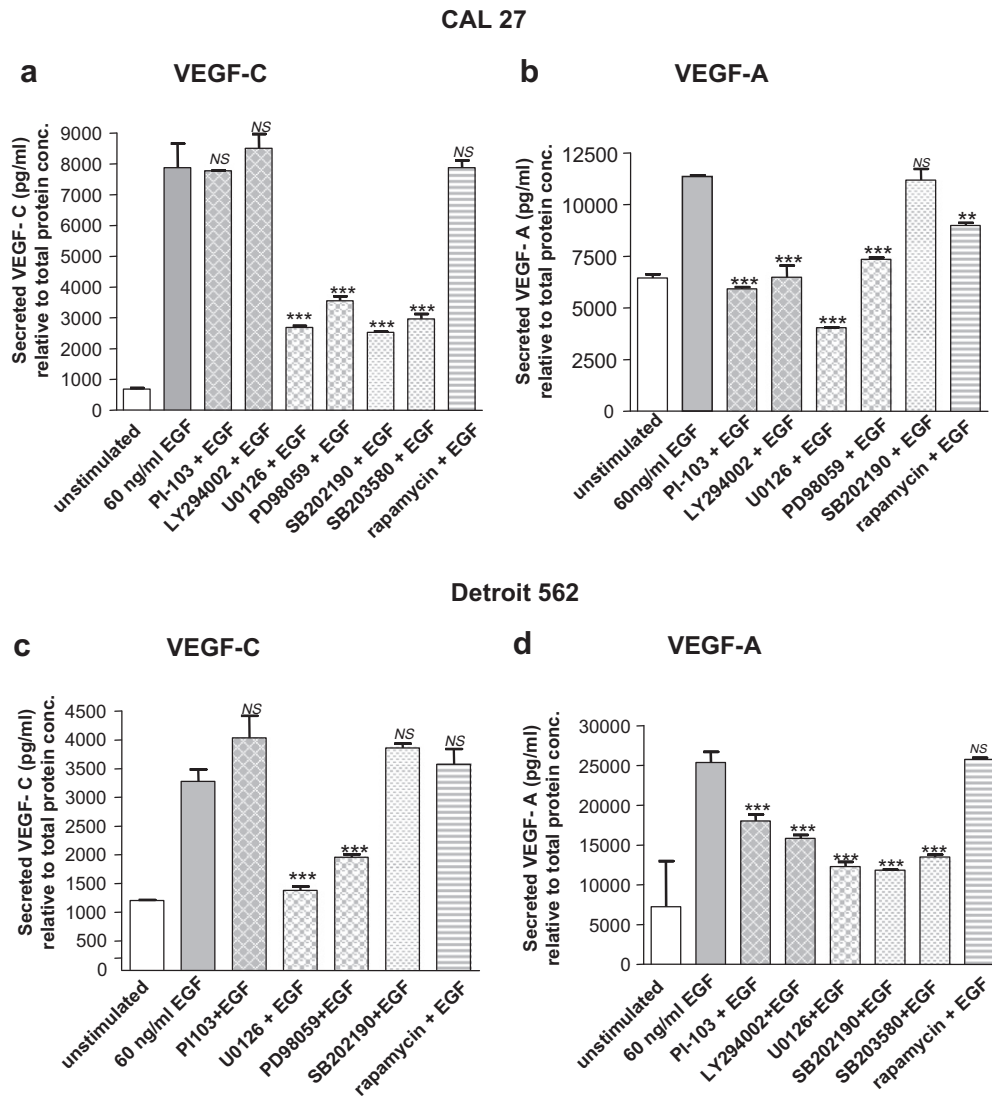 CAL 27
a
VEGF-C
Secreted VEGF- C (pg/ml)
relative to total protein conc.
9000
8000
7000
6000
5000
4000
3000
2000
1000
0
NS
NS
***
***
***
***
NS
unstimulated
60 ng/ml EGF
PI-103 + EGF
LY294002 + EGF
U0126 + EGF
PD98059 + EGF
SB202190 + EGF
SB203580 + EGF
rapamycin + EGF
b
VEGF-A
Secreted VEGF- A (pg/ml)
relative to total protein conc.
12500
10000
7500
5000
2500
0
***
***
***
***
NS
**
unstimulated
60ng/ml EGF
PI-103 + EGF
LY294002 + EGF
U0126 + EGF
PD98059 + EGF
SB202190 + EGF
rapamycin + EGF
Detroit 562
c
VEGF-C
Secreted VEGF- C (pg/ml)
relative to total protein conc.
4500
4000
3500
3000
2500
2000
1500
1000
500
0
NS
***
***
NS
NS
unstimulated
60 ng/ml EGF
PI103+EGF
U0126 + EGF
PD98059+EGF
SB202190+EGF
rapamycin + EGF
d
VEGF-A
Secreted VEGF- A (pg/ml)
relative to total protein conc.
30000
25000
20000
15000
10000
5000
0
***
***
***
***
***
NS
unstimulated
60 ng/ml EGF
PI-103 + EGF
LY294002+EGF
U0126+EGF
SB202190+EGF
SB203580+EGF
rapamycin + EGF